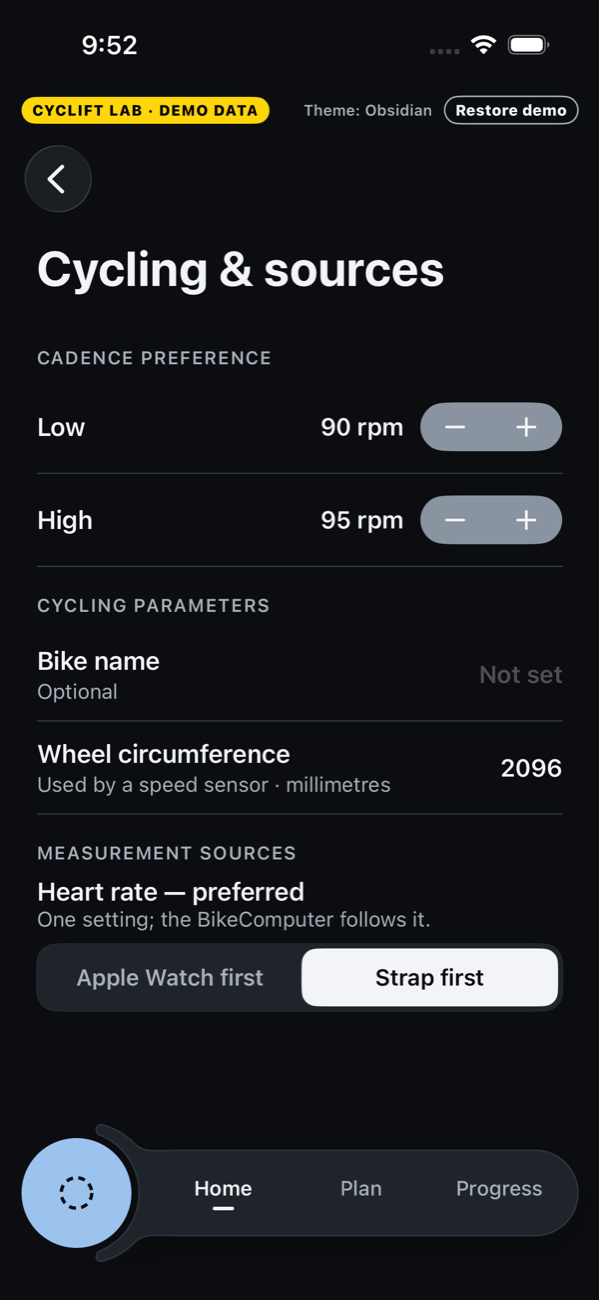 9:52
CYCLIFT LAB · DEMO DATA
Theme: Obsidian
Restore demo
Cycling & sources
CADENCE PREFERENCE
Low 90 rpm − +
High 95 rpm − +
CYCLING PARAMETERS
Bike name
Optional
Not set
Wheel circumference
Used by a speed sensor · millimetres
2096
MEASUREMENT SOURCES
Heart rate — preferred
One setting; the BikeComputer follows it.
Apple Watch first
Strap first
Home
Plan
Progress